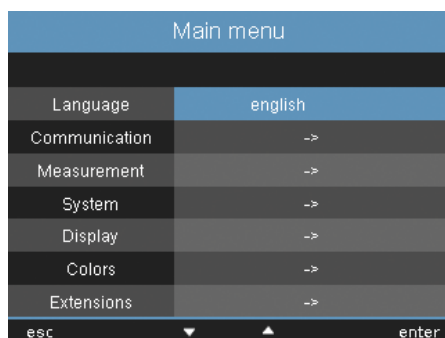 Main menu
Language english
Communication ->
Measurement ->
System ->
Display ->
Colors ->
Extensions ->
esc ▼ ▲ enter